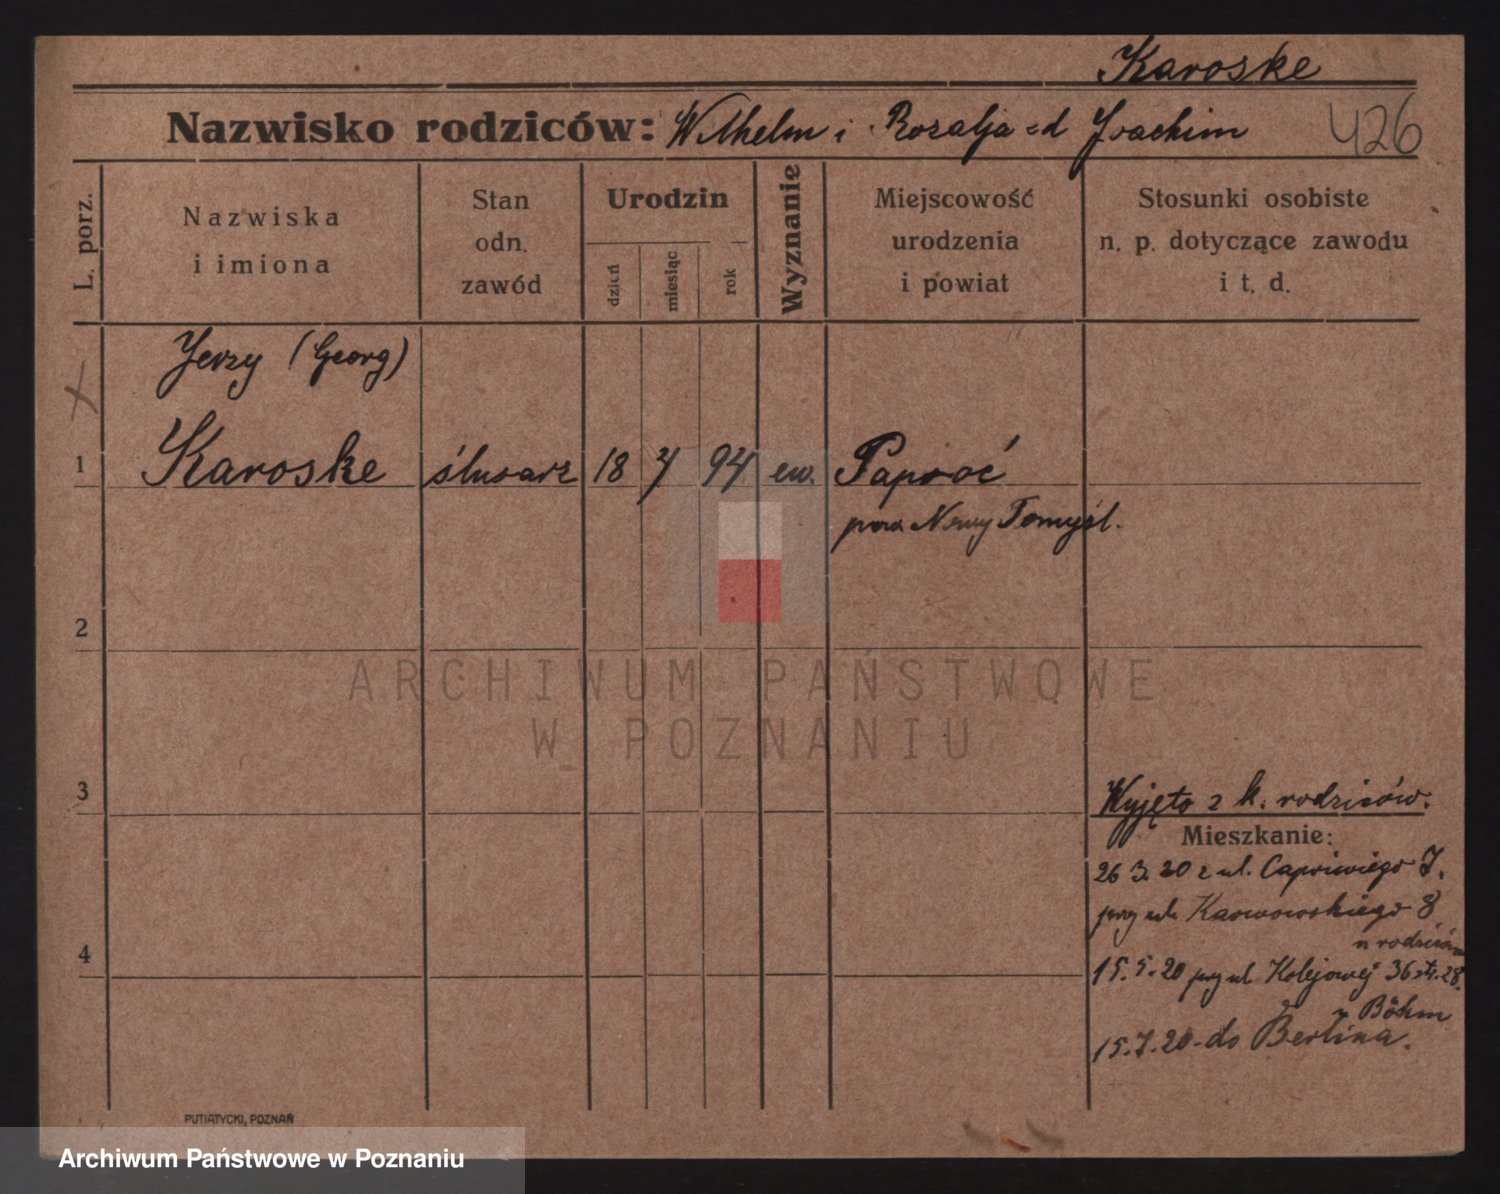 Karoske
Nazwisko rodziców: Wilhelm i Rozalja zd Joachim 426
L. porz.
Nazwiska i imiona
Stan odn. zawód
Urodzin
dzień miesiąc rok
Wyznanie
Miejscowość urodzenia i powiat
Stosunki osobiste n. p. dotyczące zawodu i t. d.
Jerzy (Georg)
1 Karoske ślusarz 18 7 94 ew. Paproć
pow. Nowy Tomyśl.
2
ARCHIWUM PAŃSTWOWE
W POZNANIU
3
Wyjęto z k. rodziców.
Mieszkanie:
26 3. 20 z ul. Capriviego 7.
przy ul. Karwowskiego 8
u rodziców
4
15.5.20 przy ul. Kolejowej 36 28.
u Böhm
15.7.20 do Berlina.
PUTIATYCKI, POZNAŃ
Archiwum Państwowe w Poznaniu